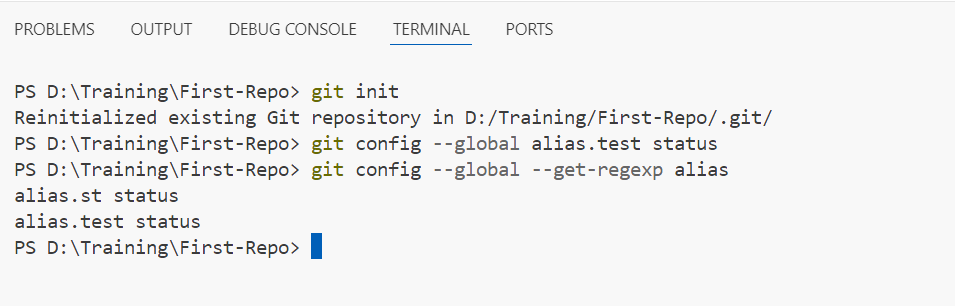 PROBLEMS OUTPUT DEBUG CONSOLE TERMINAL PORTS
PS D:\Training\First-Repo> git init
Reinitialized existing Git repository in D:/Training/First-Repo/.git/
PS D:\Training\First-Repo> git config --global alias.test status
PS D:\Training\First-Repo> git config --global --get-regexp alias
alias.st status
alias.test status
PS D:\Training\First-Repo>